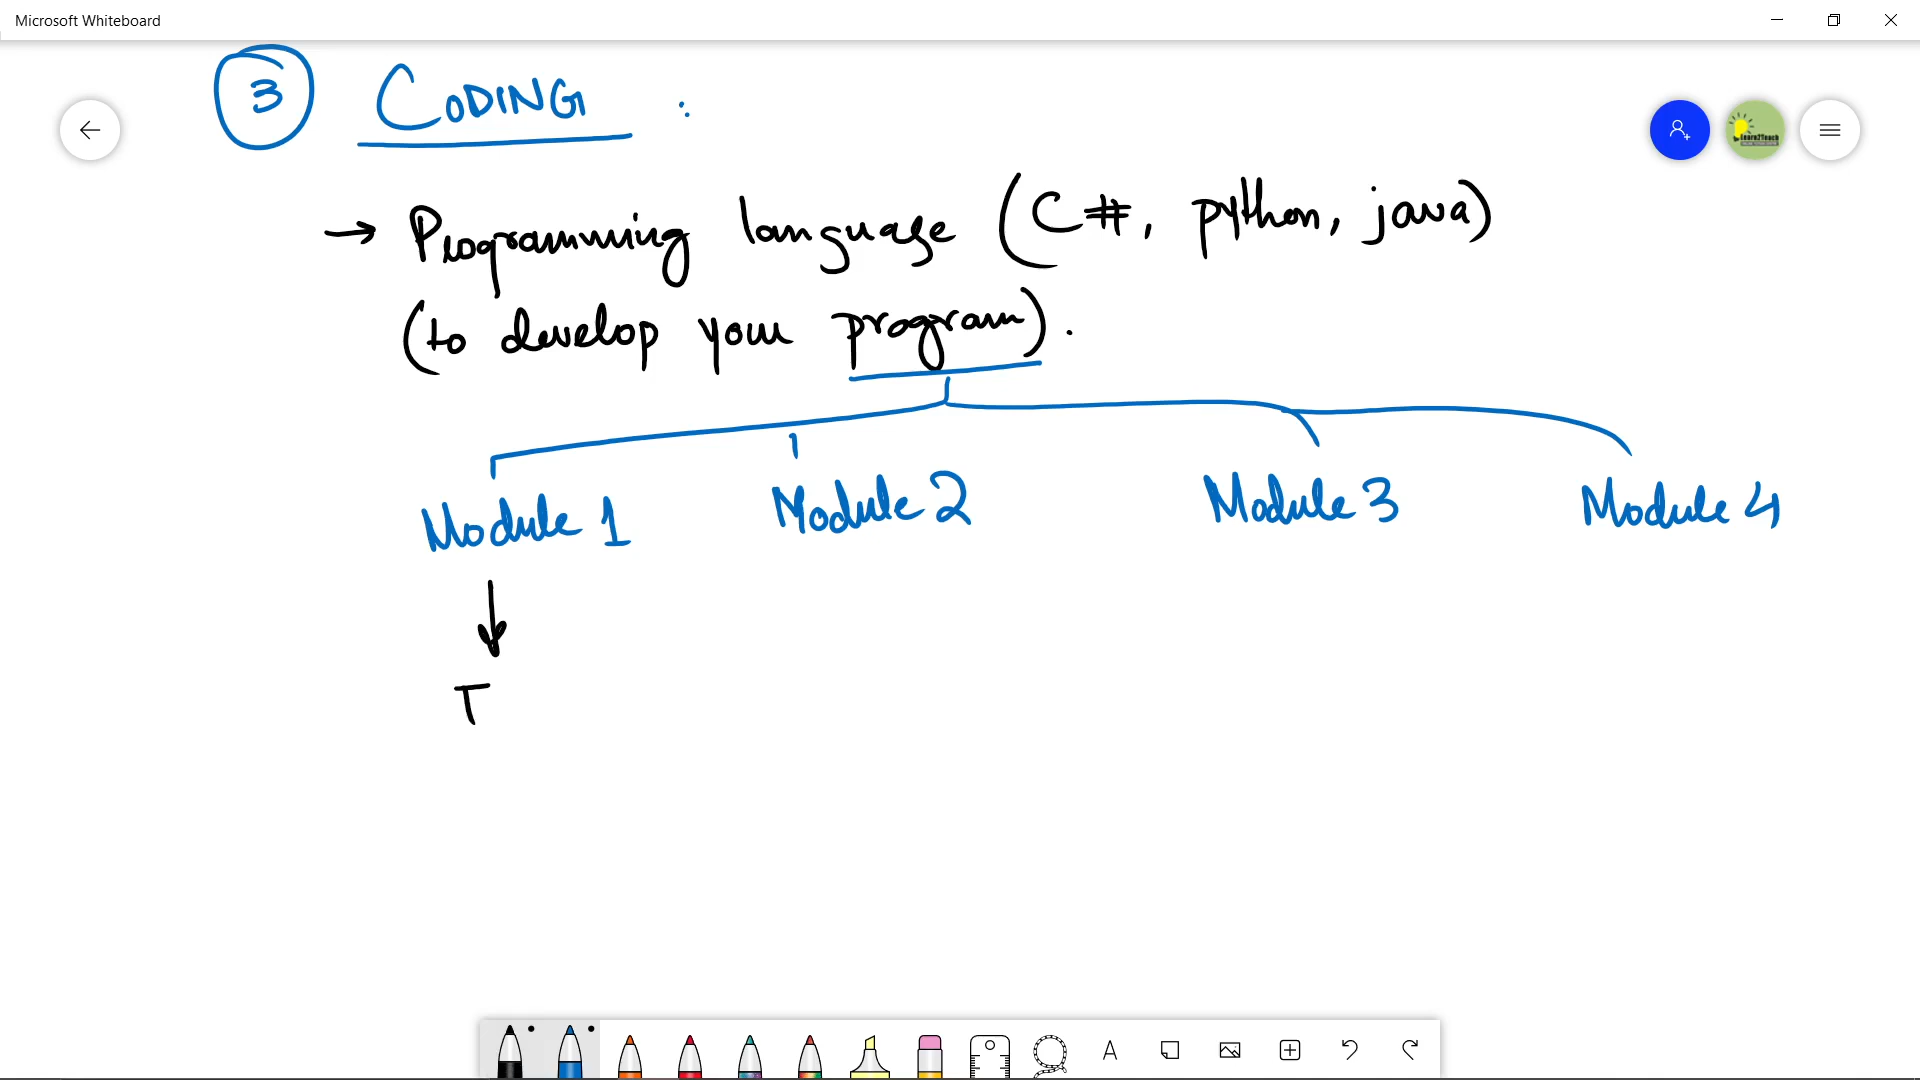 Microsoft Whiteboard
3 CODING :
→ Programming language (C#, python, java)
(to develop your program).
Module 1 Module 2 Module 3 Module 4
↓
T
Learn2Teach